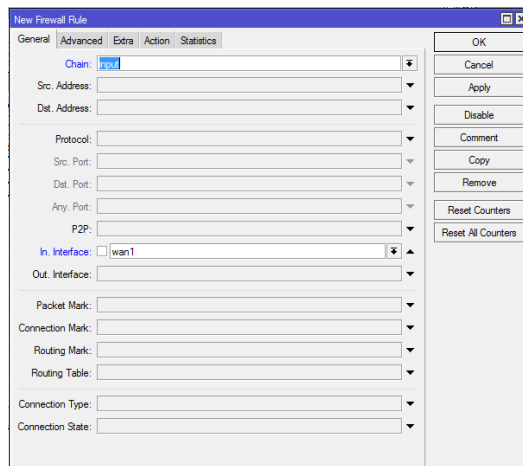 New Firewall Rule
General Advanced Extra Action Statistics
Chain: input
Src. Address:
Dst. Address:
Protocol:
Src. Port:
Dst. Port:
Any. Port:
P2P:
In. Interface: wan1
Out. Interface:
Packet Mark:
Connection Mark:
Routing Mark:
Routing Table:
Connection Type:
Connection State:
OK
Cancel
Apply
Disable
Comment
Copy
Remove
Reset Counters
Reset All Counters